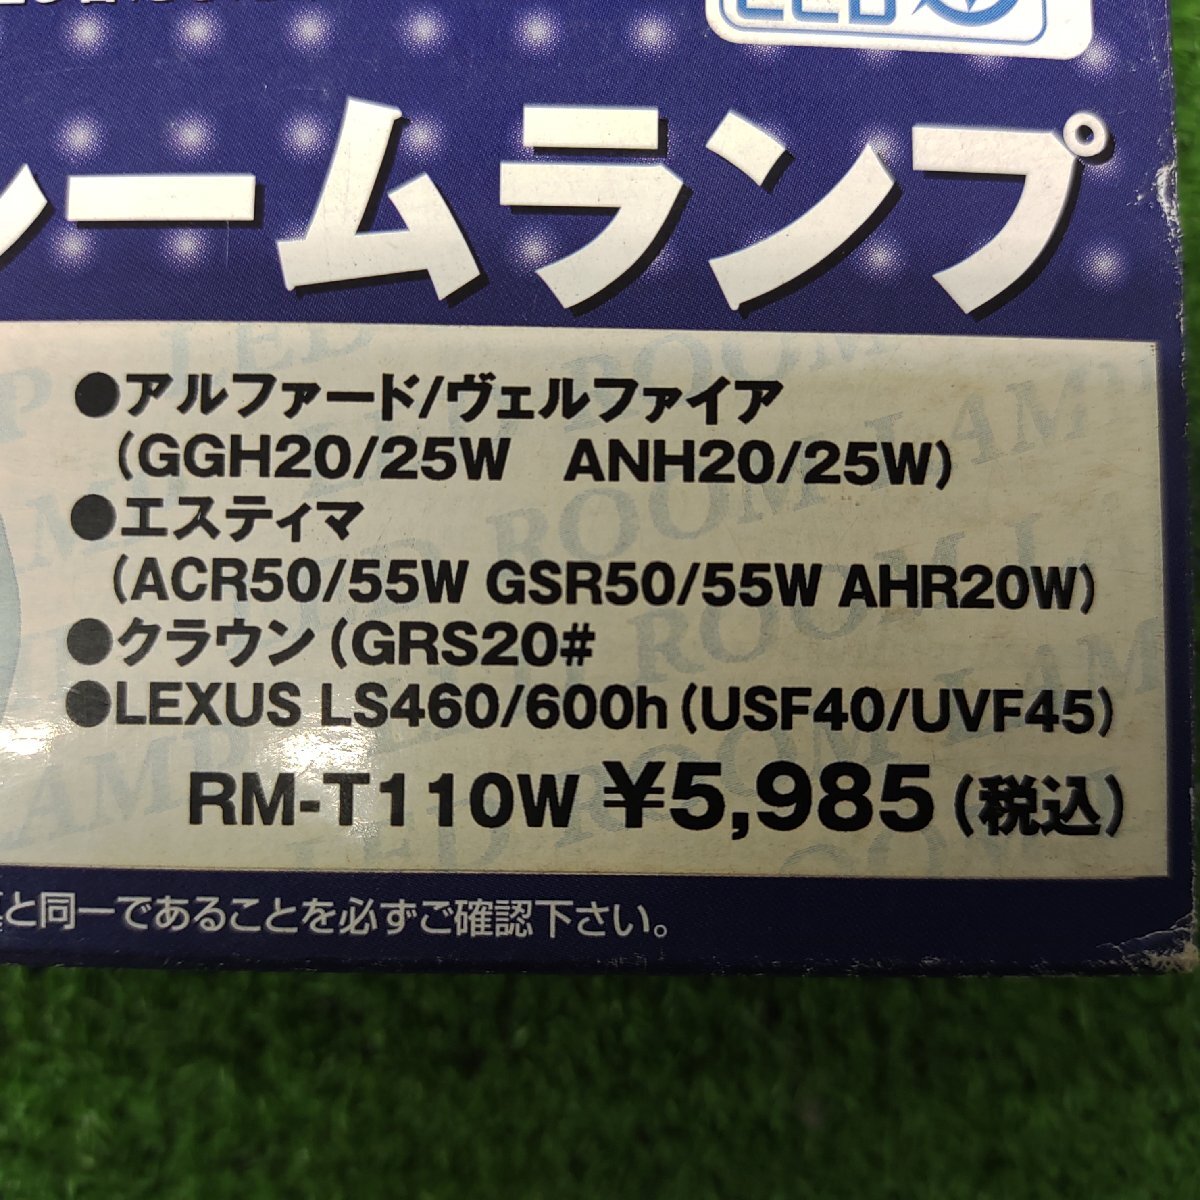 ルームランプ
●アルファード/ヴェルファイア
(GGH20/25W ANH20/25W)
●エスティマ
(ACR50/55W GSR50/55W AHR20W)
●クラウン(GRS20#
●LEXUS LS460/600h(USF40/UVF45)
RM-T110W ¥5,985(税込)
と同一であることを必ずご確認下さい。